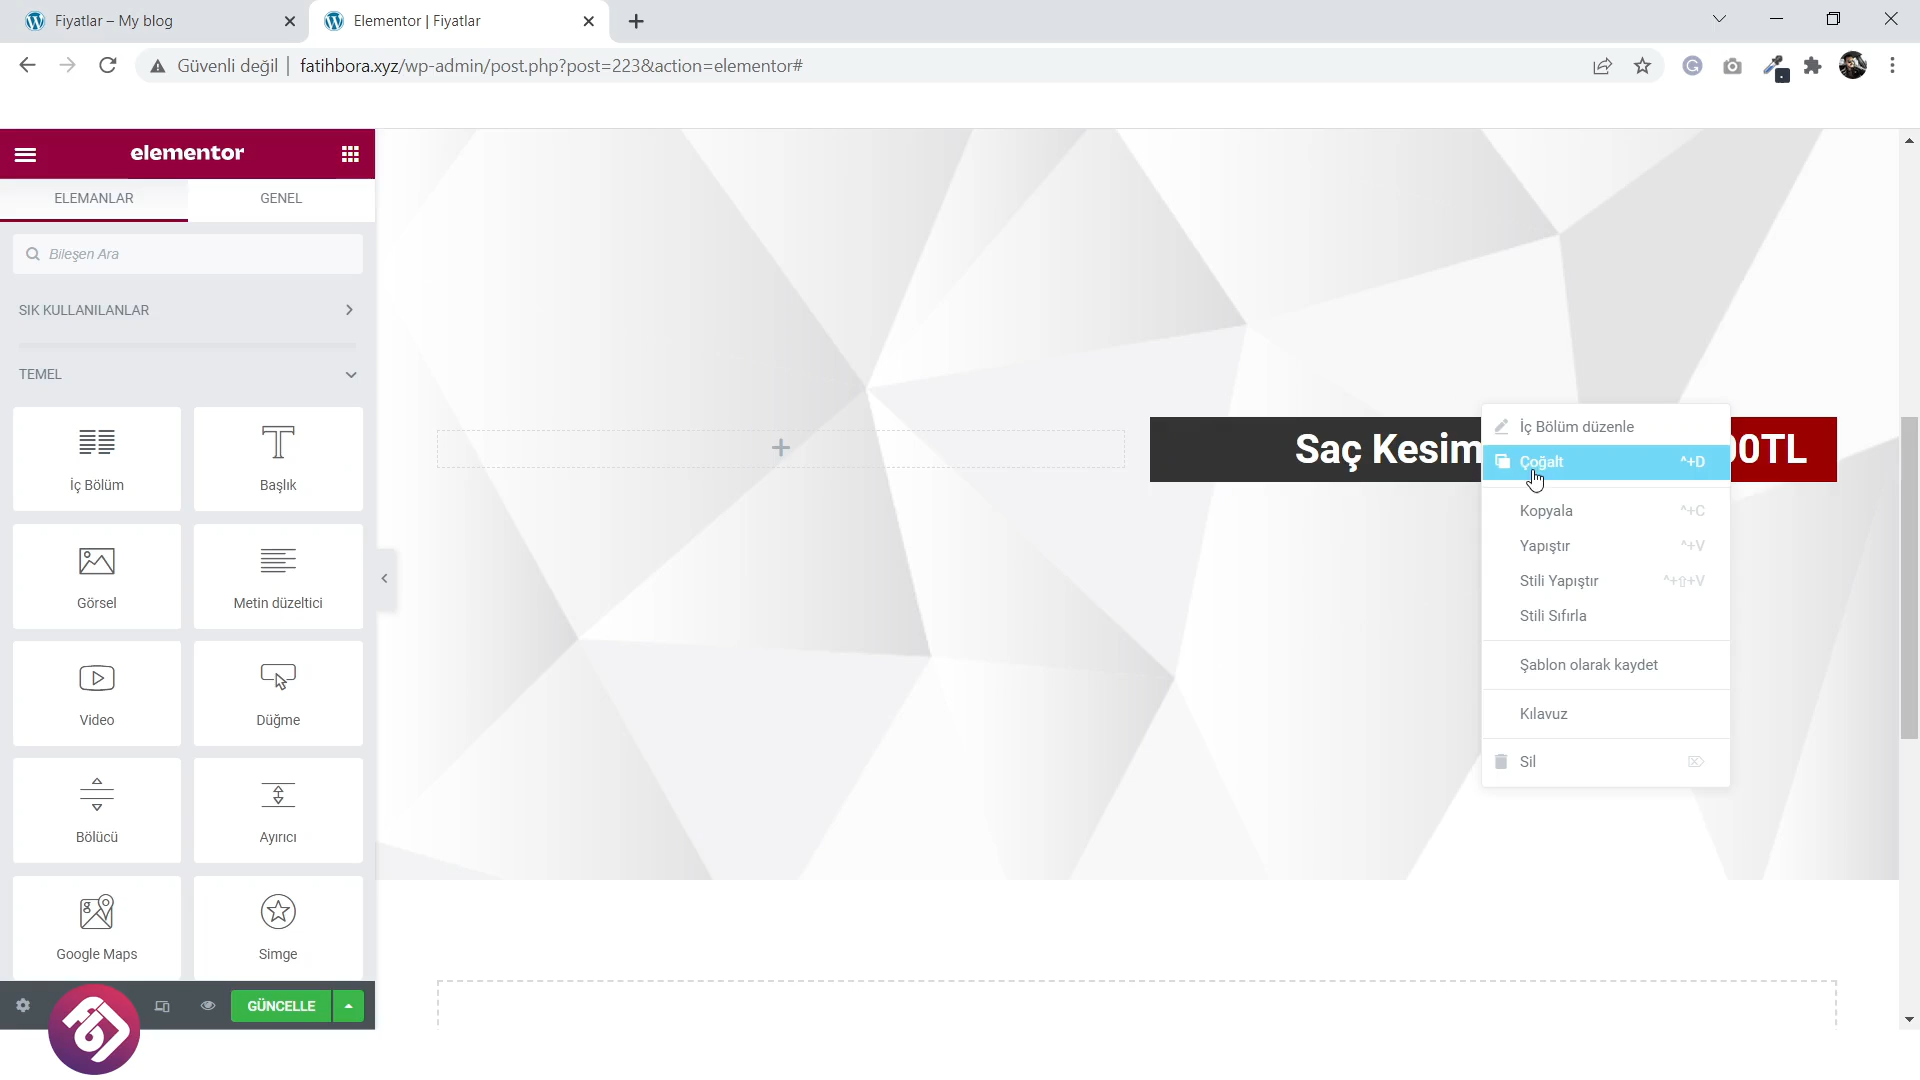 Fiyatlar – My blog
Elementor | Fiyatlar
Güvenli değil | fatihbora.xyz/wp-admin/post.php?post=223&action=elementor#
elementor
ELEMANLAR
GENEL
Bileşen Ara
SIK KULLANILANLAR
TEMEL
İç Bölüm
Başlık
Görsel
Metin düzeltici
Video
Düğme
Bölücü
Ayırıcı
Google Maps
Simge
GÜNCELLE
Saç Kesim
00TL
İç Bölüm düzenle
Çoğalt ^+D
Kopyala ^+C
Yapıştır ^+V
Stili Yapıştır ^+⇧+V
Stili Sıfırla
Şablon olarak kaydet
Kılavuz
Sil